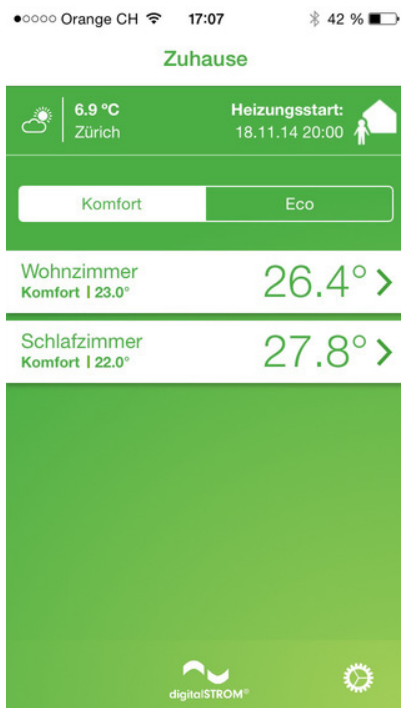 Orange CH 17:07 42 %
Zuhause
6.9 °C
Zürich
Heizungsstart:
18.11.14 20:00
Komfort Eco
Wohnzimmer
Komfort | 23.0°
26.4°
Schlafzimmer
Komfort | 22.0°
27.8°
digitalSTROM®